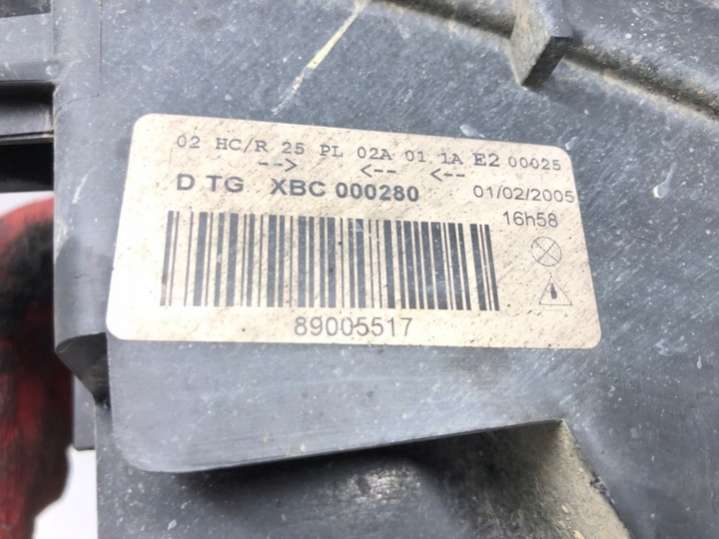 02 HC/R 25 PL 02A 01 1A E2 00025
--> <-- <--
D TG XBC 000280 01/02/2005
16h58
89005517